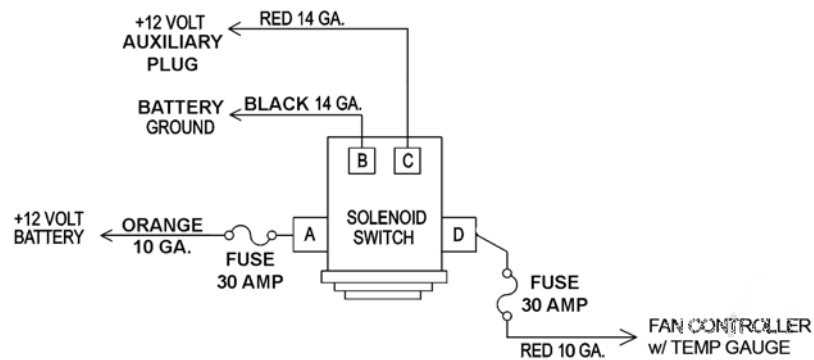 +12 VOLT
AUXILIARY
PLUG
RED 14 GA.
BATTERY
GROUND
BLACK 14 GA.
B
C
+12 VOLT
BATTERY
ORANGE
10 GA.
FUSE
30 AMP
A
SOLENOID
SWITCH
D
FUSE
30 AMP
RED 10 GA.
FAN CONTROLLER
w/ TEMP GAUGE